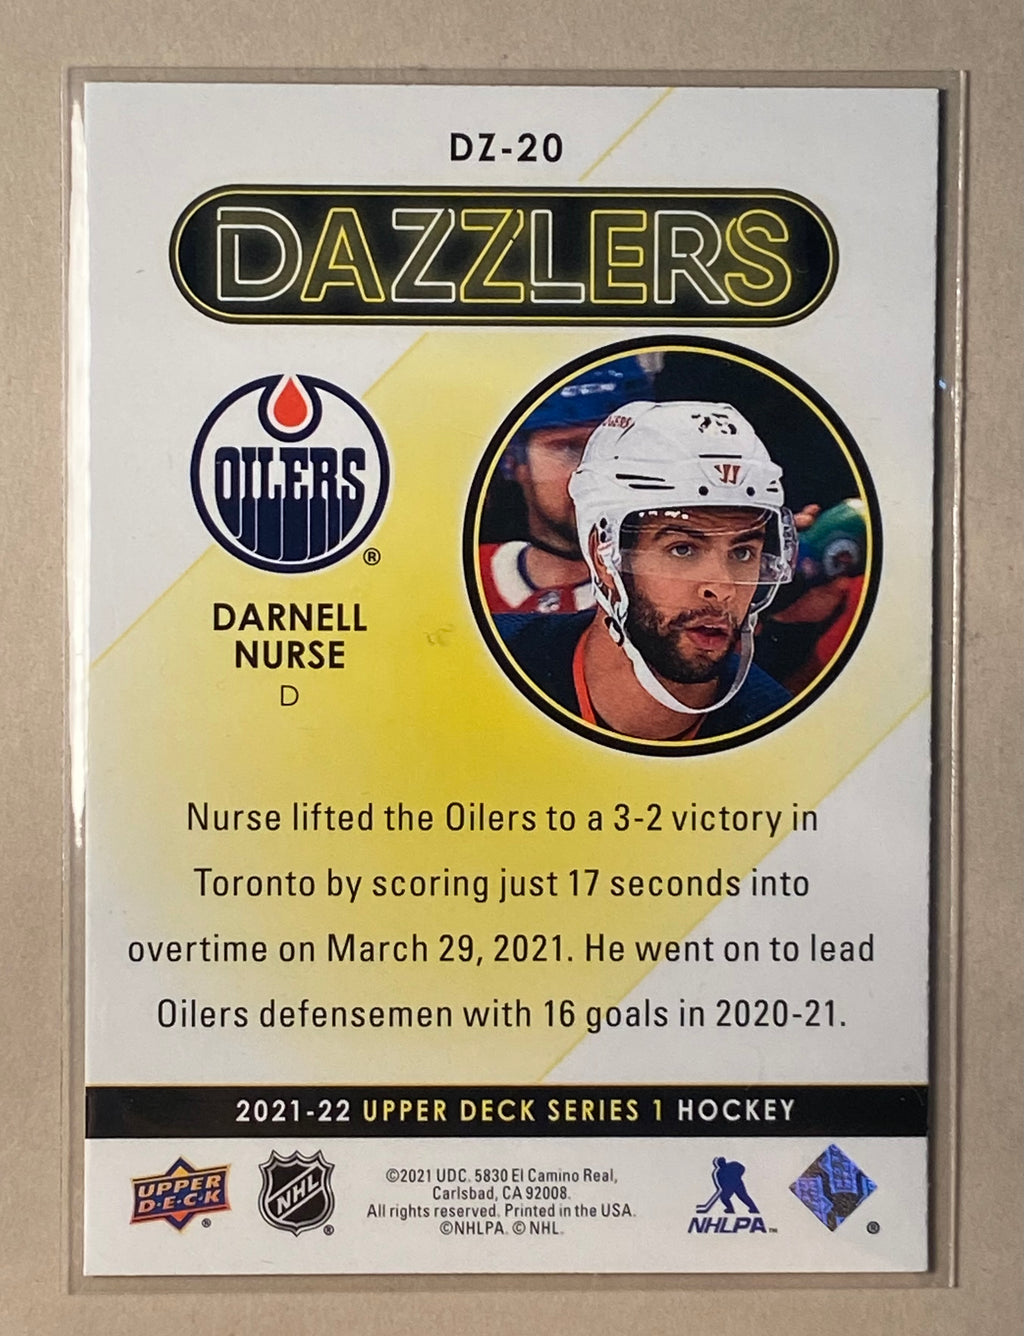 DZ-20
DAZZLERS
OILERS
®
DARNELL
NURSE
D
75
Nurse lifted the Oilers to a 3-2 victory in
Toronto by scoring just 17 seconds into
overtime on March 29, 2021. He went on to lead
Oilers defensemen with 16 goals in 2020-21.
2021-22 UPPER DECK SERIES 1 HOCKEY
UPPER
D·E·C·K
®
NHL
®
©2021 UDC. 5830 El Camino Real,
Carlsbad, CA 92008.
All rights reserved. Printed in the USA.
©NHLPA. © NHL.
NHLPA™
®